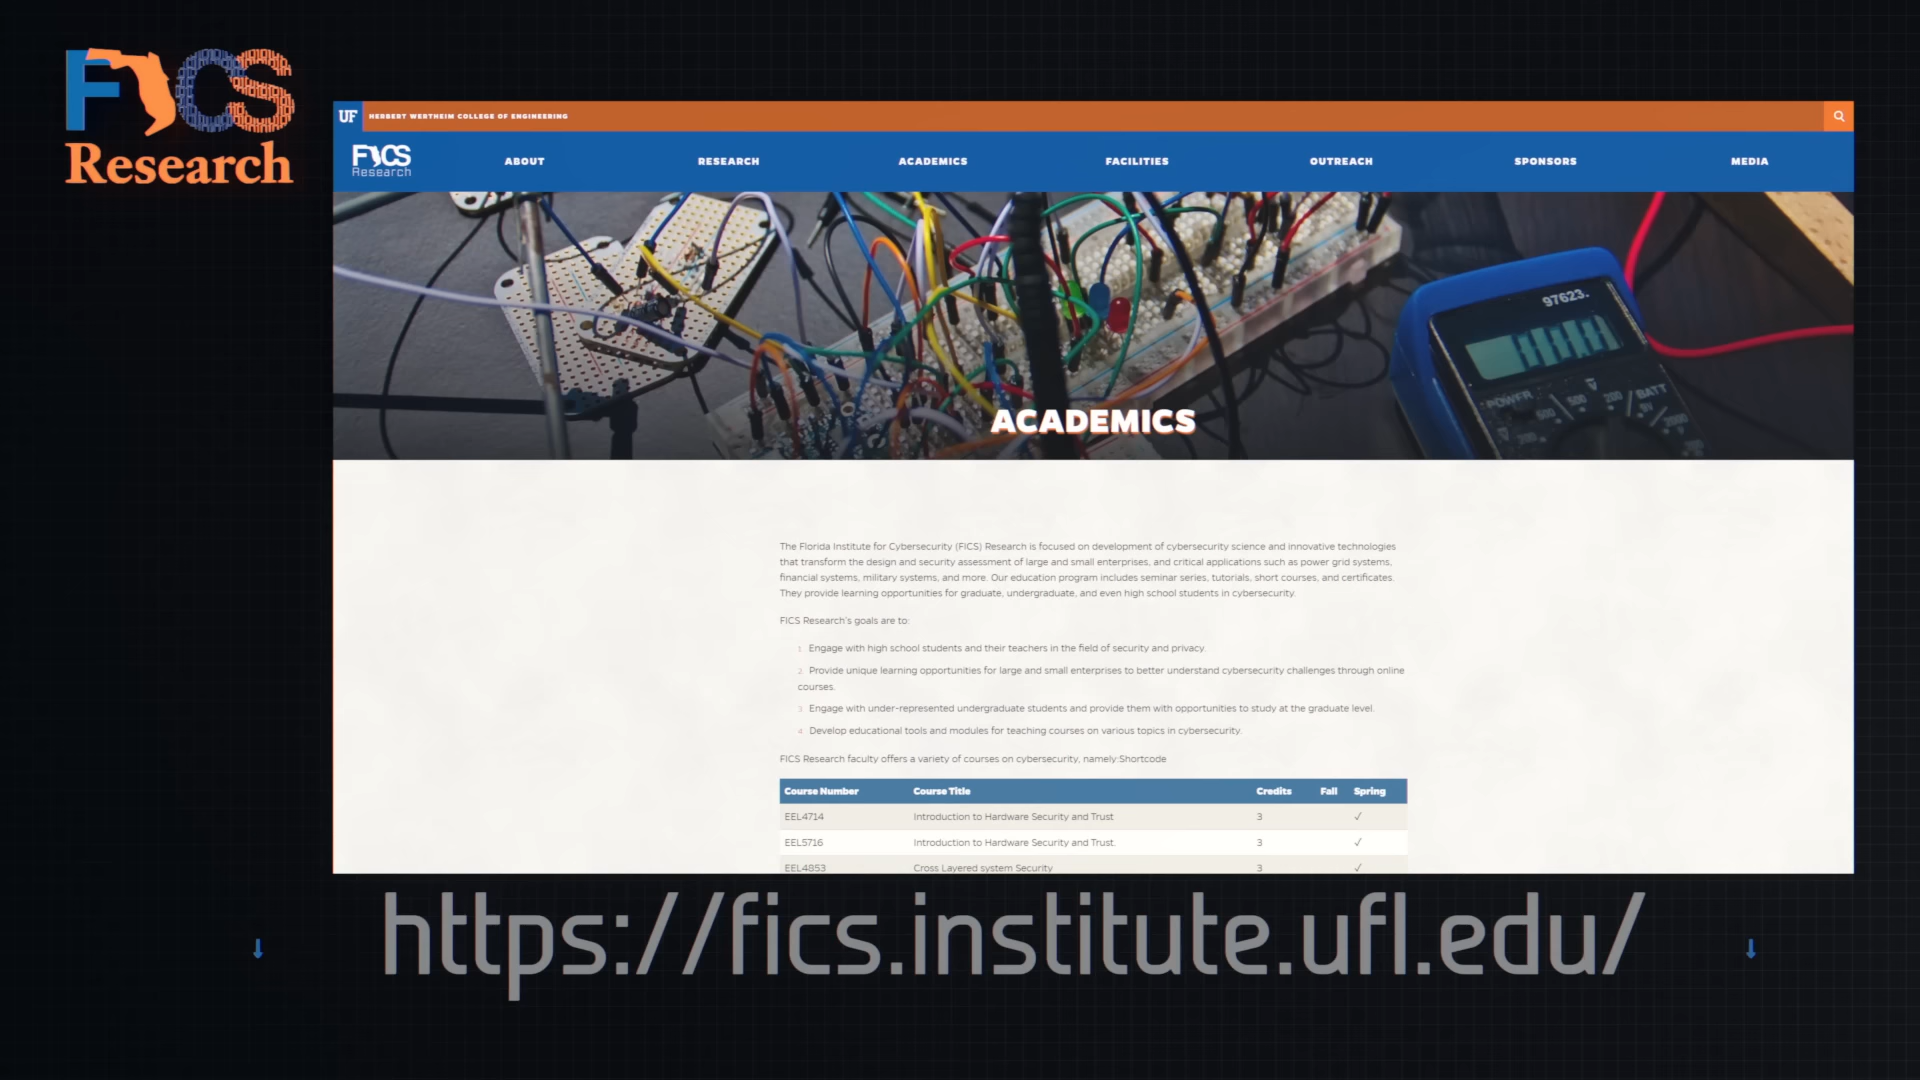 FICS
Research
UF HERBERT WERTHEIM COLLEGE OF ENGINEERING
FICS
Research
ABOUT RESEARCH ACADEMICS FACILITIES OUTREACH SPONSORS MEDIA
97623.
POWER 500 500 200 BATT
9V
200 2000
ACADEMICS
The Florida Institute for Cybersecurity (FICS) Research is focused on development of cybersecurity science and innovative technologies
that transform the design and security assessment of large and small enterprises, and critical applications such as power grid systems,
financial systems, military systems, and more. Our education program includes seminar series, tutorials, short courses, and certificates.
They provide learning opportunities for graduate, undergraduate, and even high school students in cybersecurity.
FICS Research's goals are to:
1. Engage with high school students and their teachers in the field of security and privacy.
2. Provide unique learning opportunities for large and small enterprises to better understand cybersecurity challenges through online
courses.
3. Engage with under-represented undergraduate students and provide them with opportunities to study at the graduate level.
4. Develop educational tools and modules for teaching courses on various topics in cybersecurity.
FICS Research faculty offers a variety of courses on cybersecurity, namely:Shortcode
Course Number Course Title Credits Fall Spring
EEL4714 Introduction to Hardware Security and Trust 3 ✓
EEL5716 Introduction to Hardware Security and Trust. 3 ✓
EEL4853 Cross Layered system Security 3 ✓
https://fics.institute.ufl.edu/